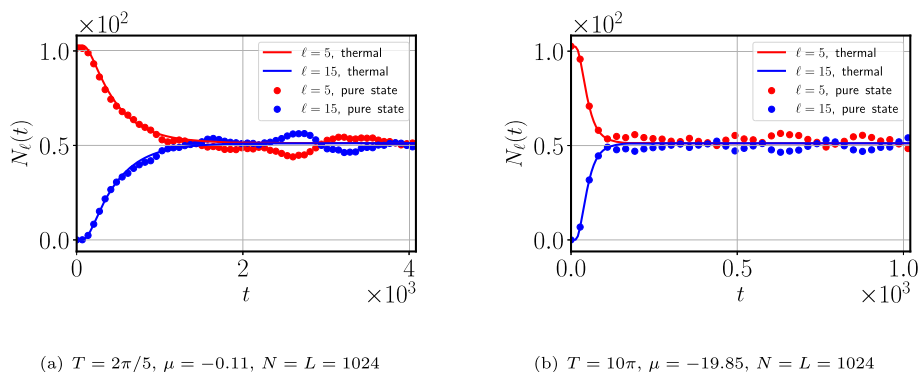 ×10²
1.0
0.5
0.0
N_ℓ(t)
ℓ = 5, thermal
ℓ = 15, thermal
ℓ = 5, pure state
ℓ = 15, pure state
0
2
4
t
×10³
(a) T = 2π/5, μ = −0.11, N = L = 1024
×10²
1.0
0.5
0.0
N_ℓ(t)
ℓ = 5, thermal
ℓ = 15, thermal
ℓ = 5, pure state
ℓ = 15, pure state
0.0
0.5
1.0
t
×10³
(b) T = 10π, μ = −19.85, N = L = 1024